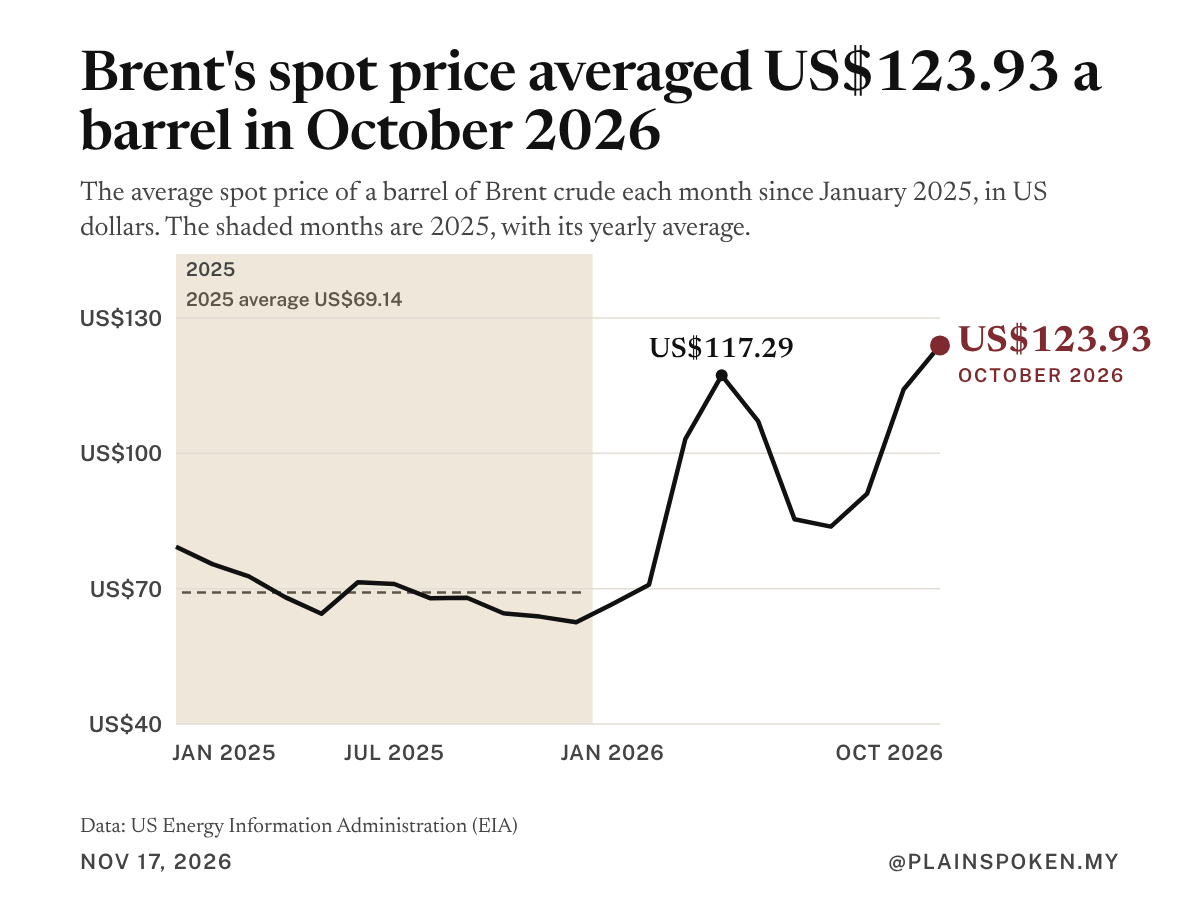 Brent's spot price averaged US$123.93 a
barrel in October 2026
The average spot price of a barrel of Brent crude each month since January 2025, in US
dollars. The shaded months are 2025, with its yearly average.
2025
2025 average US$69.14
US$130
US$117.29
US$123.93
OCTOBER 2026
US$100
US$70
US$40
JAN 2025
JUL 2025
JAN 2026
OCT 2026
Data: US Energy Information Administration (EIA)
NOV 17, 2026
@PLAINSPOKEN.MY